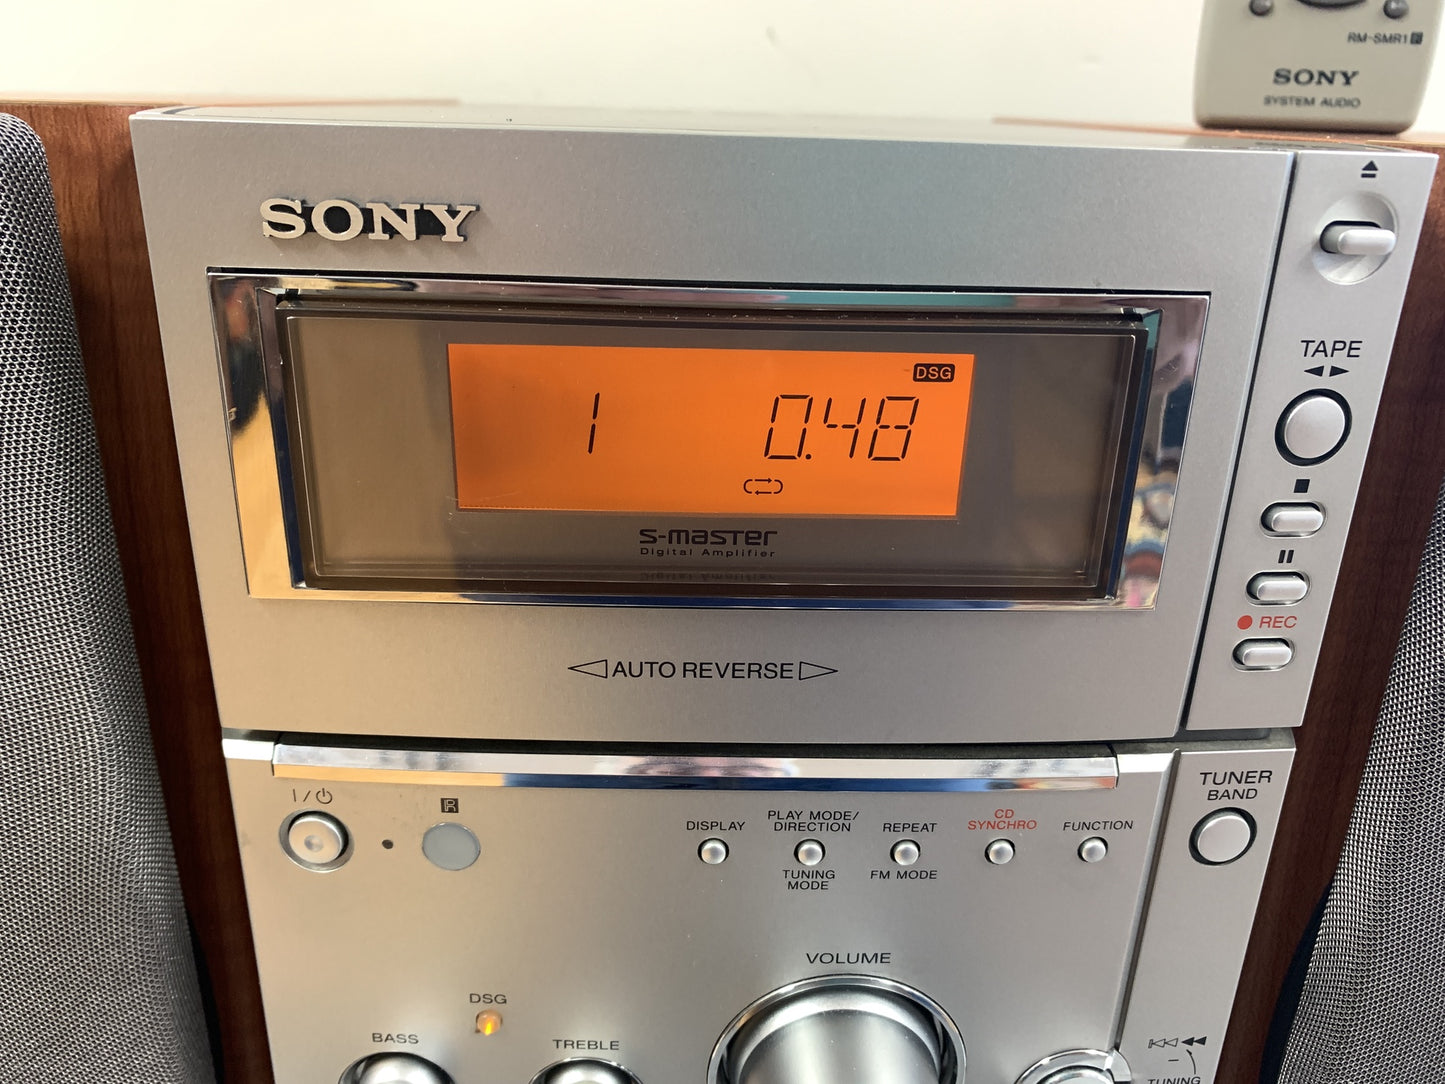 RM-SMR1
SONY
SYSTEM AUDIO
SONY
DSG
1 0.48
S-master
Digital Amplifier
AUTO REVERSE
TAPE
REC
I/
R
DISPLAY
PLAY MODE/
DIRECTION
TUNING
MODE
REPEAT
FM MODE
CD
SYNCHRO
FUNCTION
TUNER
BAND
VOLUME
DSG
BASS
TREBLE
TUNING